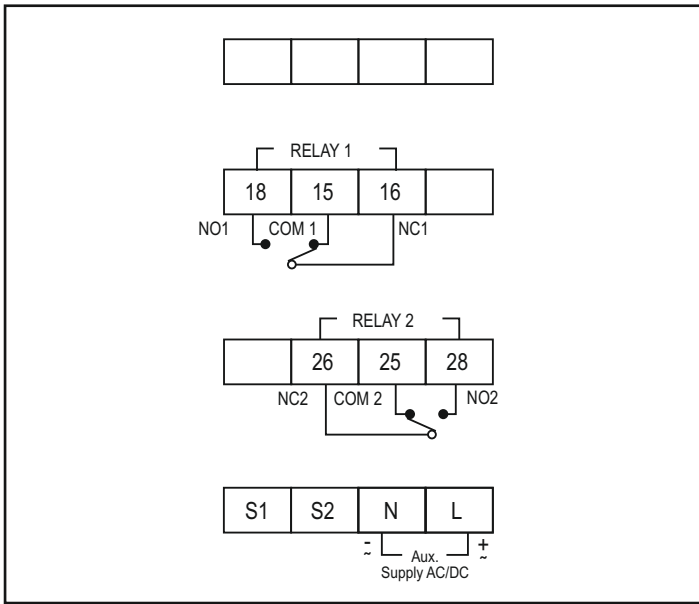 RELAY 1
18 15 16
NO1 COM 1 NC1
RELAY 2
26 25 28
NC2 COM 2 NO2
S1 S2 N L
- ~ Aux. + ~
Supply AC/DC